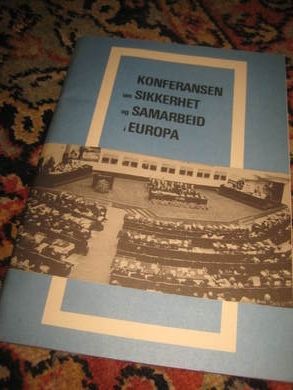 KONFERANSEN
om SIKKERHET
og SAMARBEID
i EUROPA